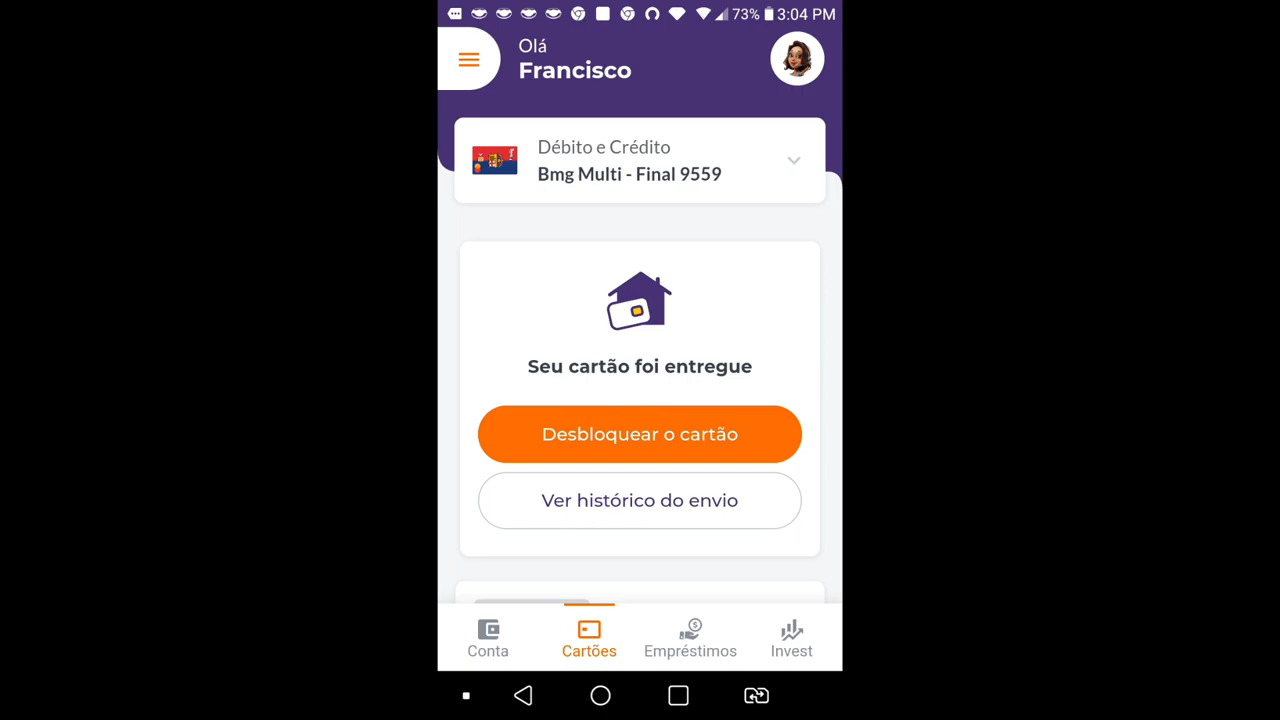 73% 3:04 PM
Olá
Francisco
Débito e Crédito
Bmg Multi - Final 9559
Seu cartão foi entregue
Desbloquear o cartão
Ver histórico do envio
Conta Cartões Empréstimos Invest